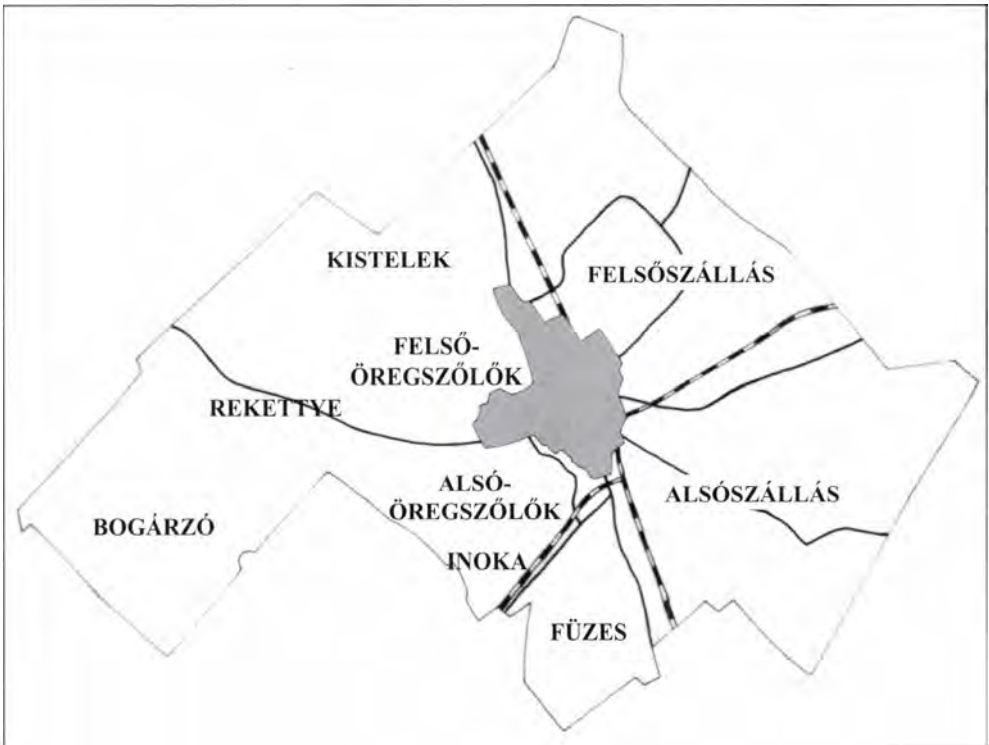 KISTELEK
FELSŐSZÁLLÁS
FELSŐ-
ÖREGSZŐLŐK
REKETTYE
ALSÓ-
ÖREGSZŐLŐK
ALSÓSZÁLLÁS
BOGÁRZÓ
INOKA
FÜZES